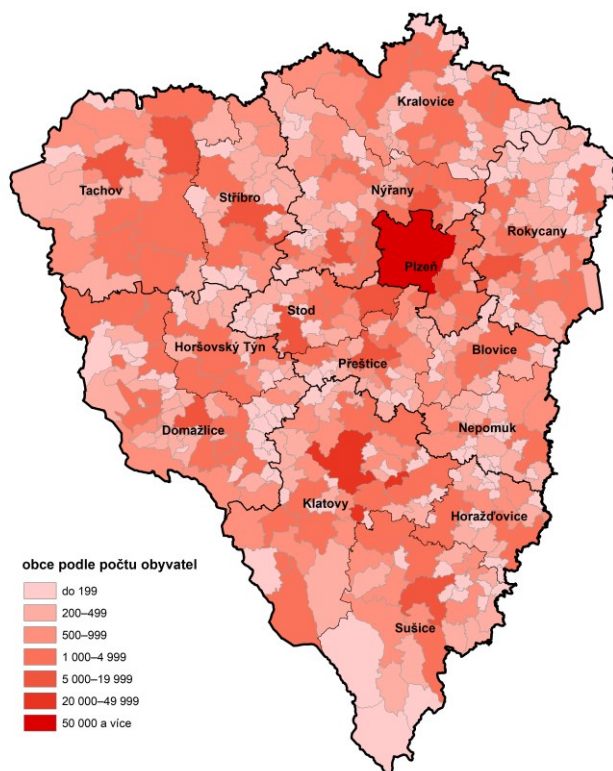 Kralovice
Tachov
Stříbro
Nýřany
Rokycany
Plzeň
Stod
Horšovský Týn
Přeštice
Blovice
Domažlice
Nepomuk
Klatovy
Horažďovice
Sušice
obce podle počtu obyvatel
do 199
200–499
500–999
1 000–4 999
5 000–19 999
20 000–49 999
50 000 a více